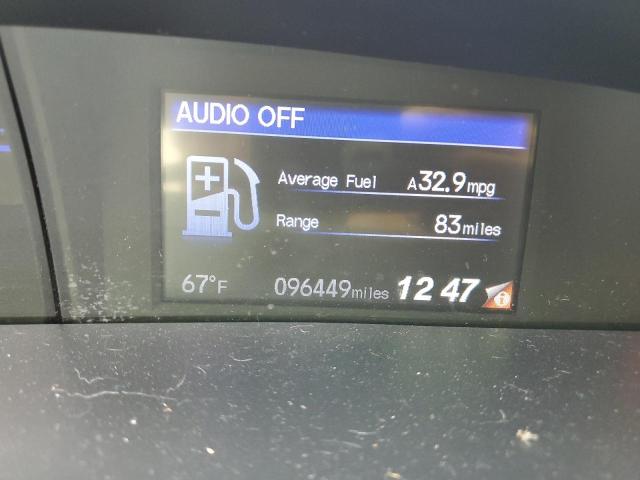 AUDIO OFF
Average Fuel A32.9mpg
Range 83miles
67°F 096449miles 12 47